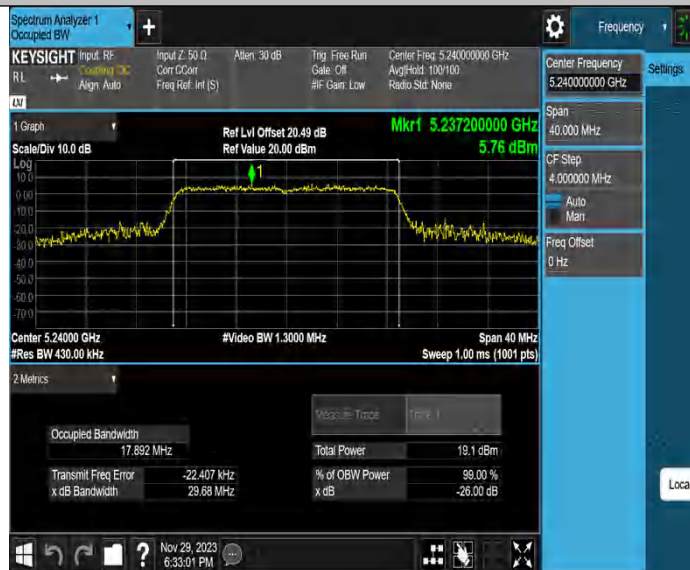 Spectrum Analyzer 1
Occupied BW
+
Frequency
KEYSIGHT
RL
Input: RF
Coupling: DC
Align: Auto
Input Z: 50 Ω
Corr CCorr
Freq Ref: Int (S)
Atten: 30 dB
Trig: Free Run
Gate: Off
#IF Gain: Low
Center Freq: 5.240000000 GHz
Avg|Hold: 100/100
Radio Std: None
LXI
Center Frequency
5.240000000 GHz
Settings
Span
40.000 MHz
CF Step
4.000000 MHz
Auto
Man
Freq Offset
0 Hz
1 Graph
Scale/Div 10.0 dB
Ref Lvl Offset 20.49 dB
Ref Value 20.00 dBm
Mkr1 5.237200000 GHz
5.76 dBm
Log
10.0
0.00
-10.0
-20.0
-30.0
-40.0
-50.0
-60.0
-70.0
1
Center 5.24000 GHz
#Res BW 430.00 kHz
#Video BW 1.3000 MHz
Span 40 MHz
Sweep 1.00 ms (1001 pts)
2 Metrics
Measure Trace
Trace 1
Occupied Bandwidth
17.892 MHz
Total Power
19.1 dBm
Transmit Freq Error
-22.407 kHz
% of OBW Power
99.00 %
x dB Bandwidth
29.68 MHz
x dB
-26.00 dB
Loca
?
Nov 29, 2023
6:33:01 PM